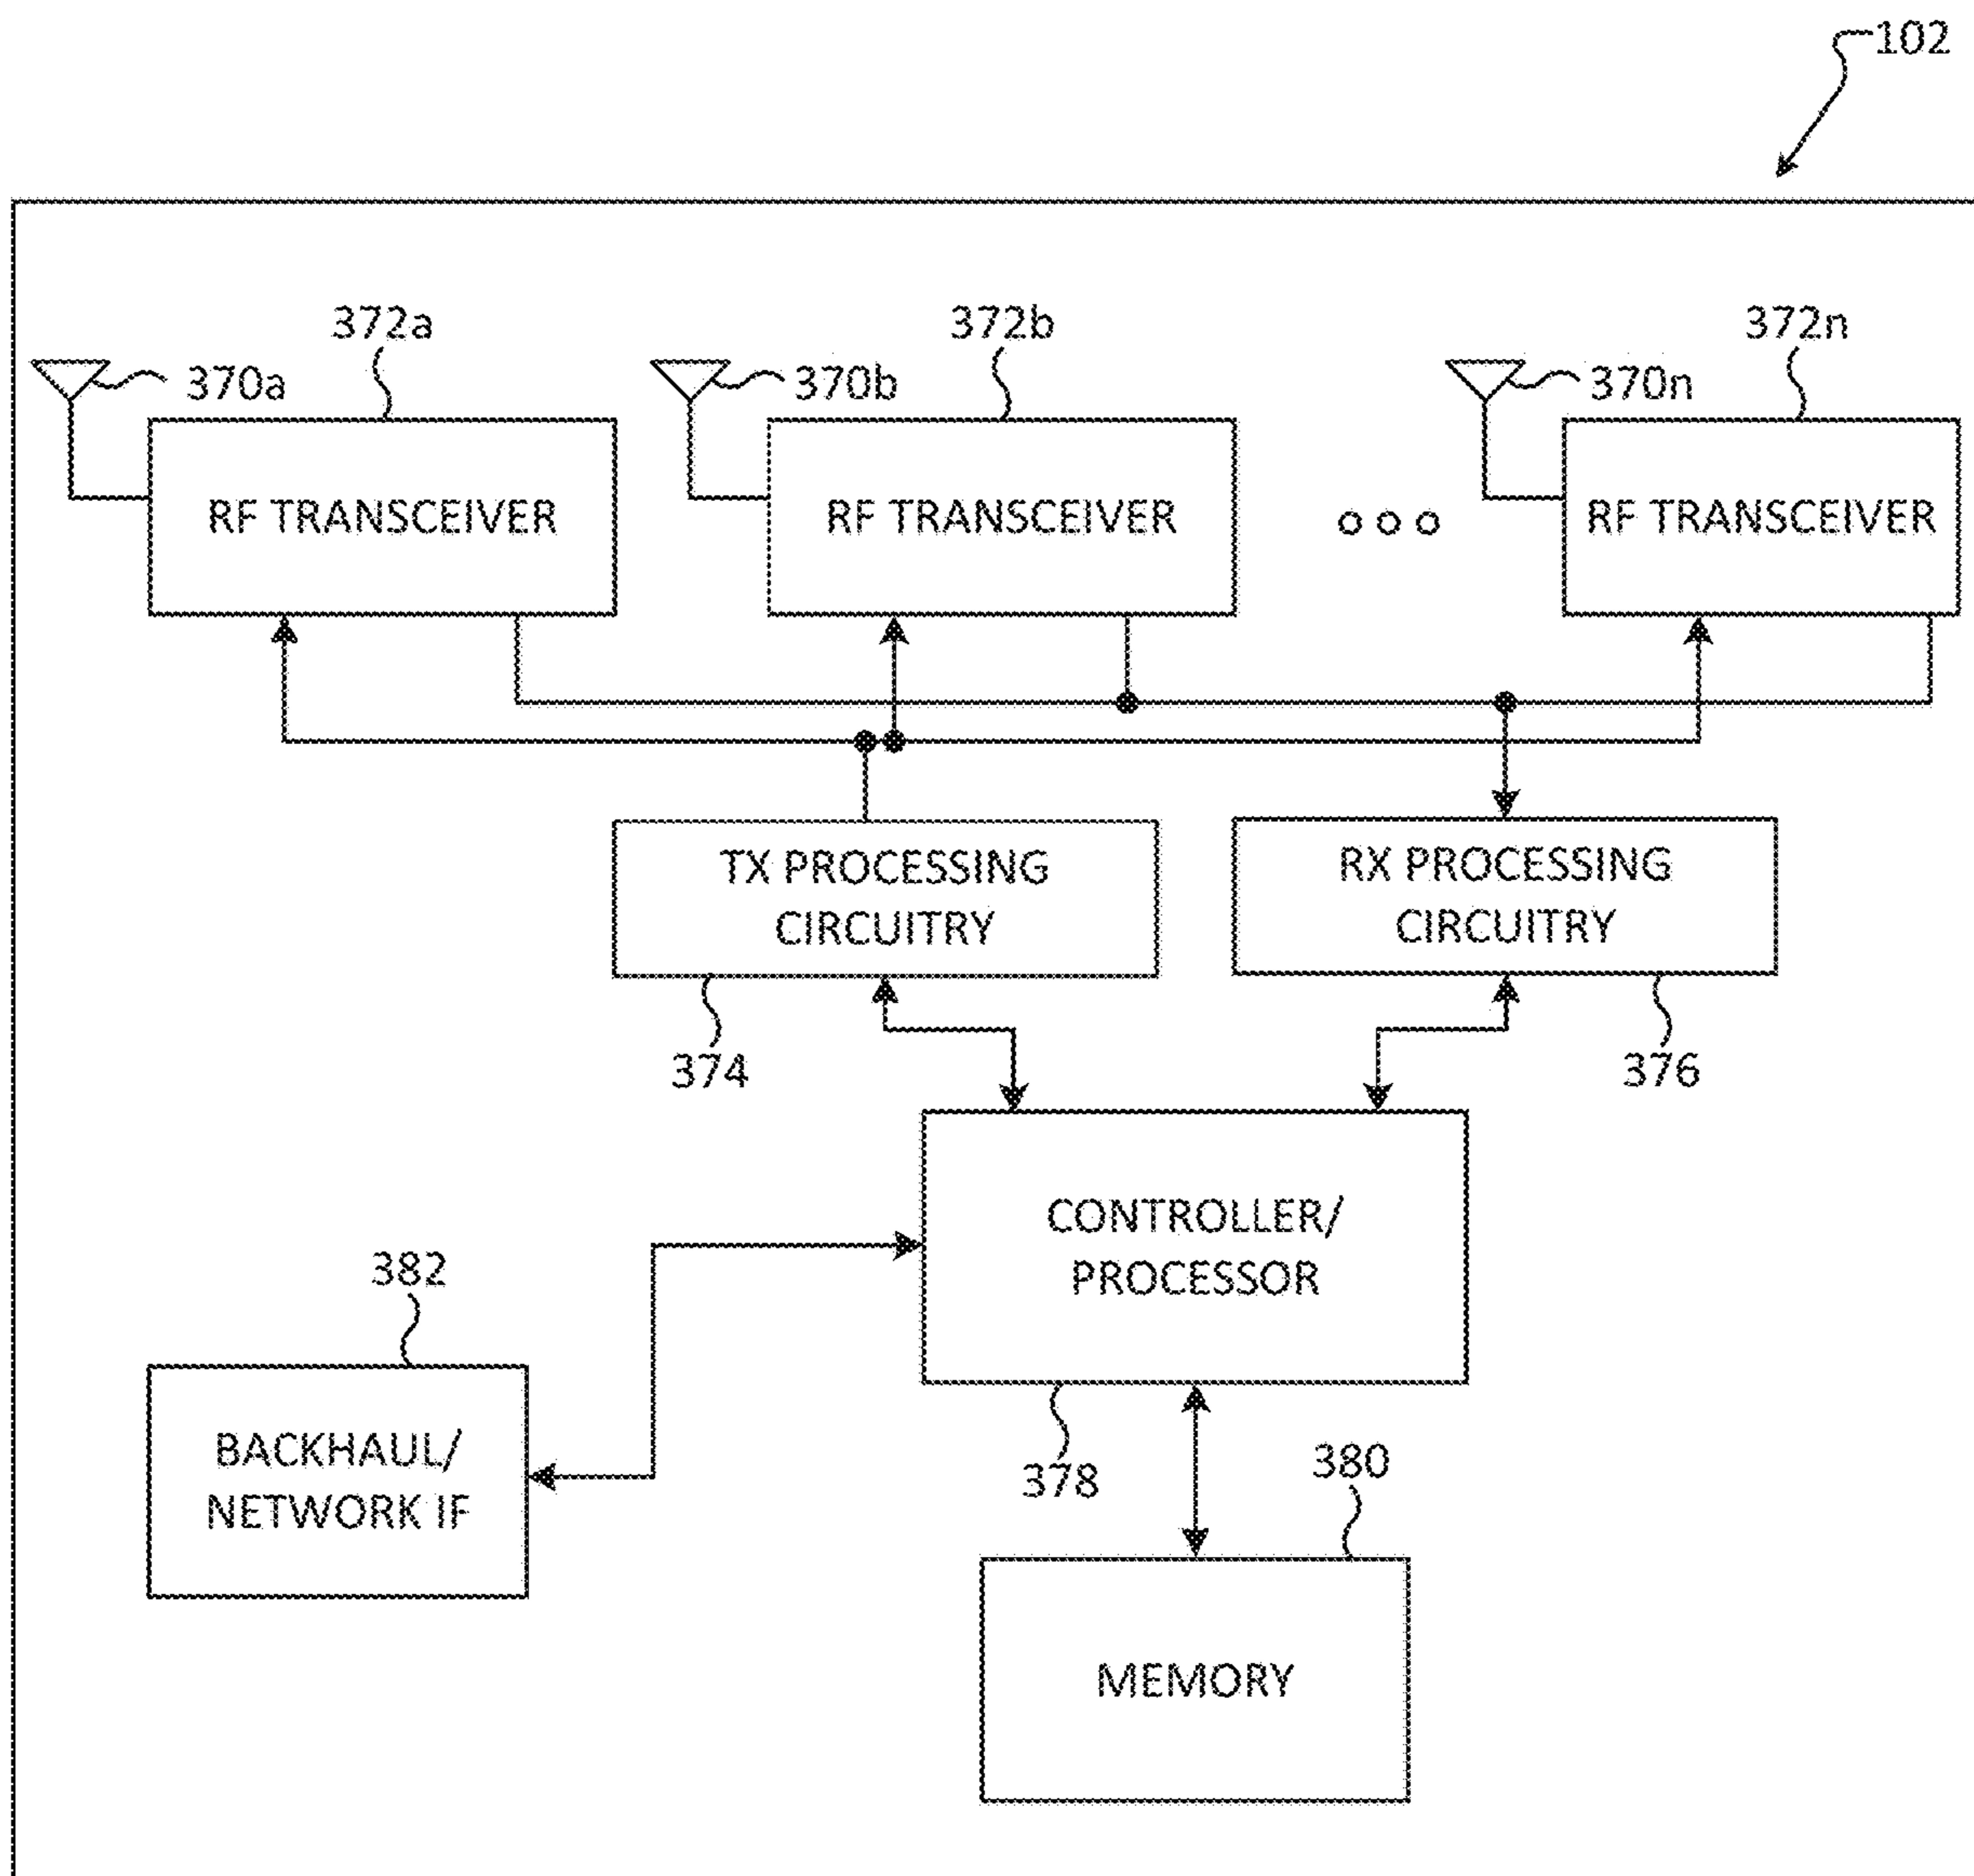 102
372a
372b
372n
370a
370b
370n
RF TRANSCEIVER
RF TRANSCEIVER
RF TRANSCEIVER
TX PROCESSING
CIRCUITRY
RX PROCESSING
CIRCUITRY
374
376
CONTROLLER/
PROCESSOR
382
BACKHAUL/
NETWORK IF
378
380
MEMORY